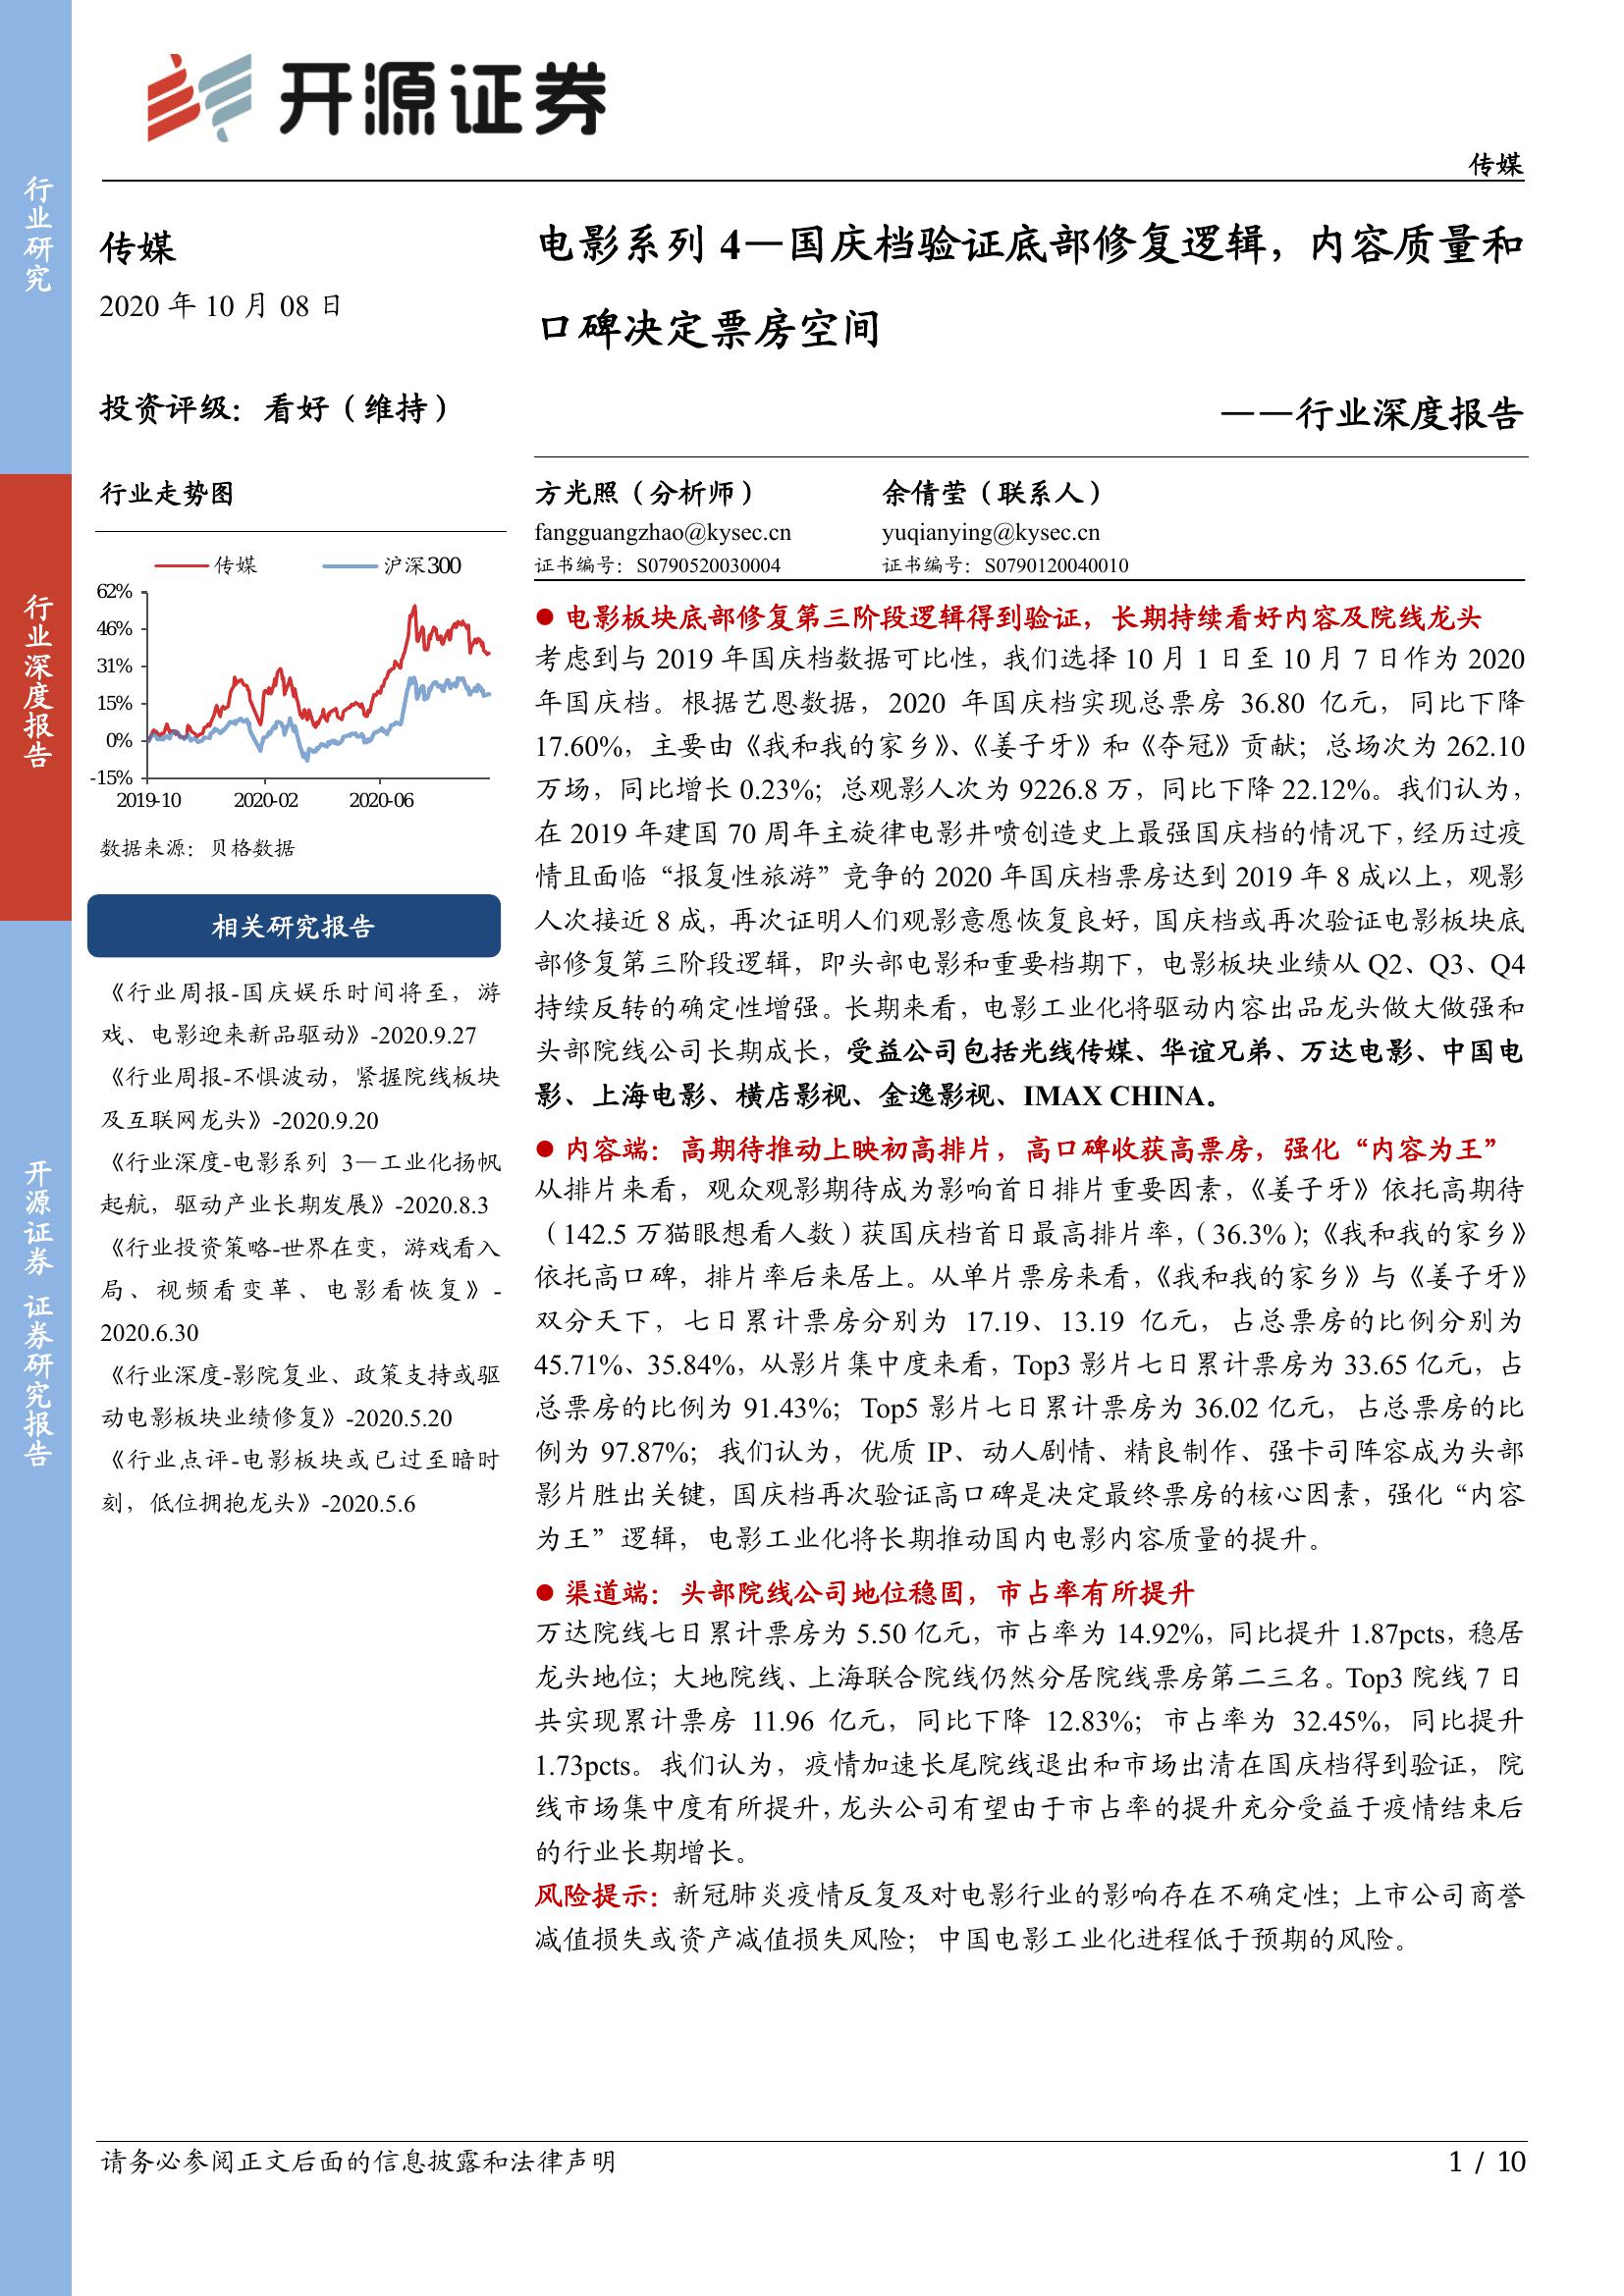 开源证券
传媒
行业研究
行业深度报告
开源证券 证券研究报告
传媒
2020 年 10 月 08 日
投资评级：看好（维持）
行业走势图
传媒
沪深300
62%
46%
31%
15%
0%
-15%
2019-10
2020-02
2020-06
数据来源：贝格数据
相关研究报告
《行业周报-国庆娱乐时间将至，游
戏、电影迎来新品驱动》-2020.9.27
《行业周报-不惧波动，紧握院线板块
及互联网龙头》-2020.9.20
《行业深度-电影系列 3—工业化扬帆
起航，驱动产业长期发展》-2020.8.3
《行业投资策略-世界在变，游戏看入
局、视频看变革、电影看恢复》-
2020.6.30
《行业深度-影院复业、政策支持或驱
动电影板块业绩修复》-2020.5.20
《行业点评-电影板块或已过至暗时
刻，低位拥抱龙头》-2020.5.6
电影系列 4—国庆档验证底部修复逻辑，内容质量和
口碑决定票房空间
——行业深度报告
方光照（分析师）
余倩莹（联系人）
fangguangzhao@kysec.cn
yuqianying@kysec.cn
证书编号：S0790520030004
证书编号：S0790120040010
● 电影板块底部修复第三阶段逻辑得到验证，长期持续看好内容及院线龙头
考虑到与 2019 年国庆档数据可比性，我们选择 10 月 1 日至 10 月 7 日作为 2020
年国庆档。根据艺恩数据，2020 年国庆档实现总票房 36.80 亿元，同比下降
17.60%，主要由《我和我的家乡》、《姜子牙》和《夺冠》贡献；总场次为 262.10
万场，同比增长 0.23%；总观影人次为 9226.8 万，同比下降 22.12%。我们认为，
在 2019 年建国 70 周年主旋律电影井喷创造史上最强国庆档的情况下，经历过疫
情且面临“报复性旅游”竞争的 2020 年国庆档票房达到 2019 年 8 成以上，观影
人次接近 8 成，再次证明人们观影意愿恢复良好，国庆档或再次验证电影板块底
部修复第三阶段逻辑，即头部电影和重要档期下，电影板块业绩从 Q2、Q3、Q4
持续反转的确定性增强。长期来看，电影工业化将驱动内容出品龙头做大做强和
头部院线公司长期成长，受益公司包括光线传媒、华谊兄弟、万达电影、中国电
影、上海电影、横店影视、金逸影视、IMAX CHINA。
● 内容端：高期待推动上映初高排片，高口碑收获高票房，强化“内容为王”
从排片来看，观众观影期待成为影响首日排片重要因素，《姜子牙》依托高期待
（142.5 万猫眼想看人数）获国庆档首日最高排片率，（36.3%）；《我和我的家乡》
依托高口碑，排片率后来居上。从单片票房来看，《我和我的家乡》与《姜子牙》
双分天下，七日累计票房分别为 17.19、13.19 亿元，占总票房的比例分别为
45.71%、35.84%，从影片集中度来看，Top3 影片七日累计票房为 33.65 亿元，占
总票房的比例为 91.43%；Top5 影片七日累计票房为 36.02 亿元，占总票房的比
例为 97.87%；我们认为，优质 IP、动人剧情、精良制作、强卡司阵容成为头部
影片胜出关键，国庆档再次验证高口碑是决定最终票房的核心因素，强化“内容
为王”逻辑，电影工业化将长期推动国内电影内容质量的提升。
● 渠道端：头部院线公司地位稳固，市占率有所提升
万达院线七日累计票房为 5.50 亿元，市占率为 14.92%，同比提升 1.87pcts，稳居
龙头地位；大地院线、上海联合院线仍然分居院线票房第二三名。Top3 院线 7 日
共实现累计票房 11.96 亿元，同比下降 12.83%；市占率为 32.45%，同比提升
1.73pcts。我们认为，疫情加速长尾院线退出和市场出清在国庆档得到验证，院
线市场集中度有所提升，龙头公司有望由于市占率的提升充分受益于疫情结束后
的行业长期增长。
风险提示：新冠肺炎疫情反复及对电影行业的影响存在不确定性；上市公司商誉
减值损失或资产减值损失风险；中国电影工业化进程低于预期的风险。
请务必参阅正文后面的信息披露和法律声明
1 / 10